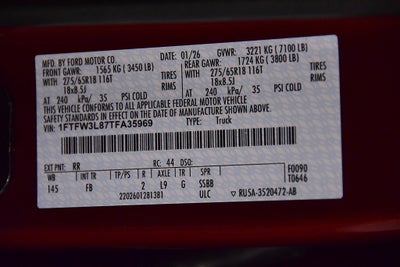 MFD. BY FORD MOTOR CO.
DATE: 01/26 GVWR: 3221 KG (7100 LB)
FRONT GAWR: 1565 KG (3450 LB) REAR GAWR: 1724 KG (3800 LB)
WITH 275/65R18 116T TIRES WITH 275/65R18 116T TIRES
18x8.5J RIMS 18x8.5J RIMS
AT 240 kPa/ 35 PSI COLD AT 240 kPa/ 35 PSI COLD
THIS VEHICLE CONFORMS TO ALL APPLICABLE FEDERAL MOTOR VEHICLE
SAFETY STANDARDS IN EFFECT ON THE DATE OF MANUFACTURE SHOWN ABOVE.
VIN: 1FTFW3L87TFA35969 TYPE: Truck
EXT PNT: RR RC: 44 DSO: F0090
WB INT TR TP/PS R AXLE TR SPR T0646
145 FB 2 L9 G SSBB
2202601281381 ULC RU5A-3520472-AB